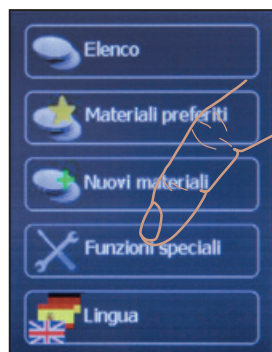 Elenco
Materiali preferiti
Nuovi materiali
Funzioni speciali
Lingua